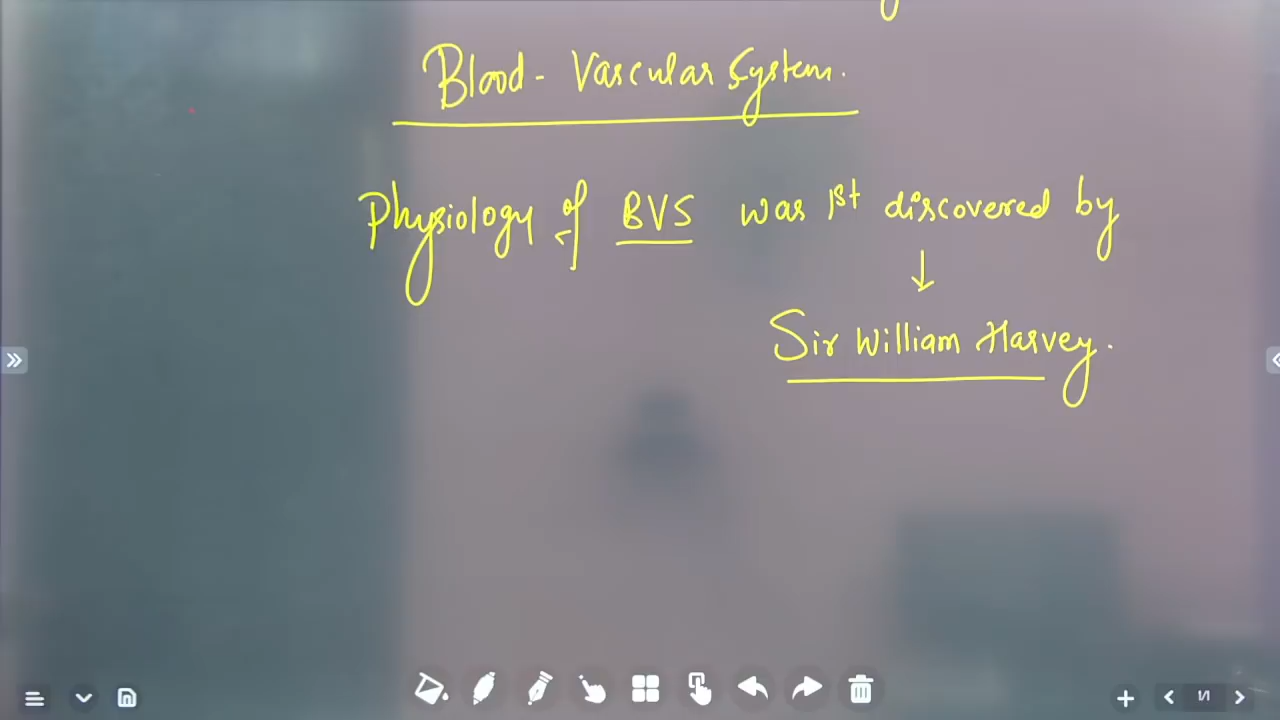 Blood - Vascular System.
Physiology of BVS was 1st discovered by
↓
Sir William Harvey.